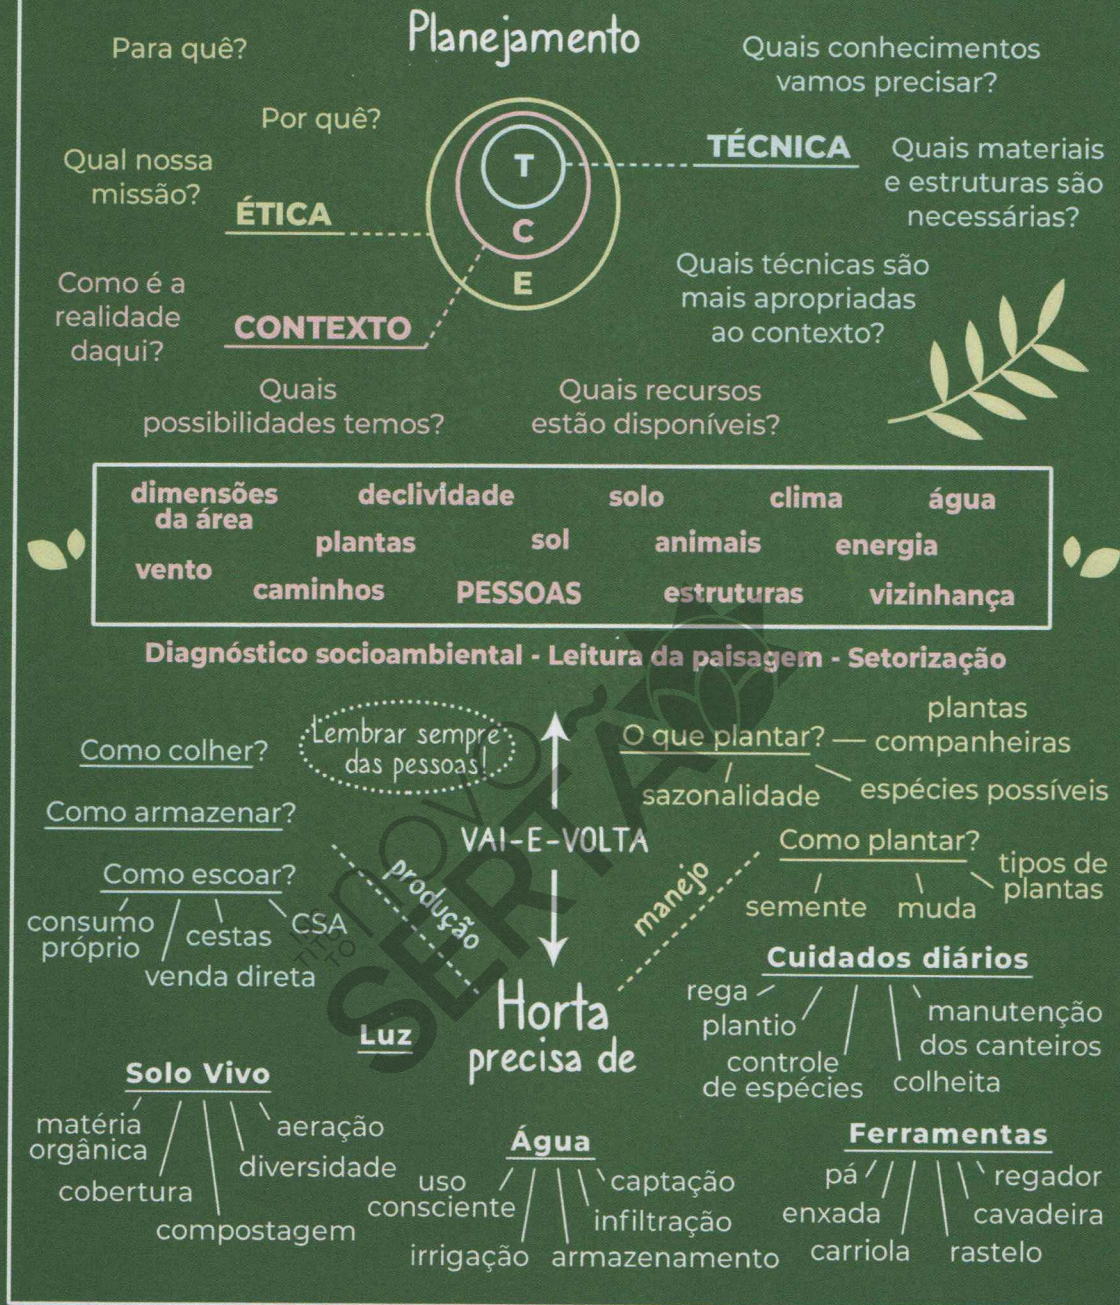 Planejamento
Para quê?
Por quê?
Qual nossa
missão?
ÉTICA
Quais conhecimentos
vamos precisar?
TÉCNICA
Quais materiais
e estruturas são
necessárias?
T
C
E
Como é a
realidade
daqui?
CONTEXTO
Quais técnicas são
mais apropriadas
ao contexto?
Quais
possibilidades temos?
Quais recursos
estão disponíveis?
dimensões
da área
declividade
solo
clima
água
plantas
sol
animais
energia
vento
caminhos
PESSOAS
estruturas
vizinhança
Diagnóstico socioambiental - Leitura da paisagem - Setorização
Como colher?
Lembrar sempre
das pessoas!
O que plantar?
plantas
companheiras
sazonalidade
espécies possíveis
Como armazenar?
VAI-E-VOLTA
Como plantar?
tipos de
plantas
semente
muda
Como escoar?
consumo
próprio
cestas
CSA
venda direta
produção
manejo
INS
TITU
TO
novo
SERTÃO
Horta
precisa de
Cuidados diários
rega
plantio
controle
de espécies
colheita
manutenção
dos canteiros
Luz
Solo Vivo
matéria
orgânica
cobertura
compostagem
diversidade
aeração
Água
uso
consciente
irrigação
armazenamento
infiltração
captação
Ferramentas
pá
enxada
carriola
rastelo
cavadeira
regador